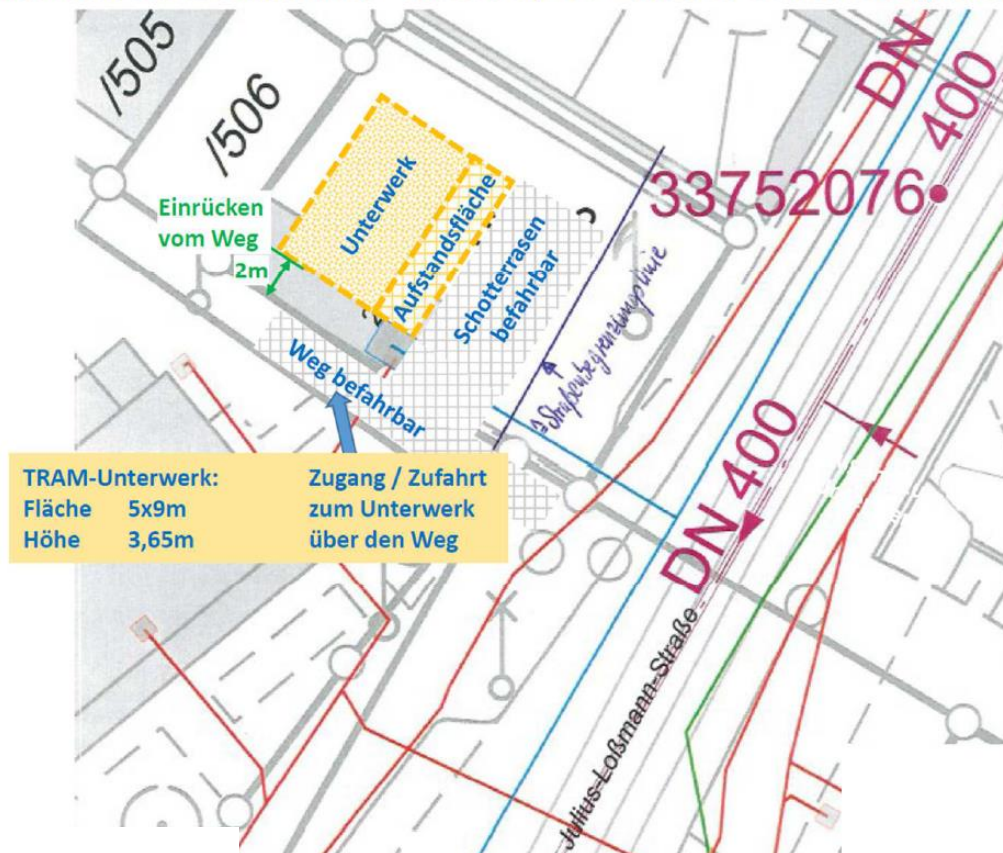 /505
/506
DN 400
33752076
Einrücken
vom Weg
2m
Unterwerk
Aufstandsfläche
Schotterrasen
befahrbar
Straßenbegrenzungslinie
Weg befahrbar
TRAM-Unterwerk:
Fläche 5x9m
Höhe 3,65m
Zugang / Zufahrt
zum Unterwerk
über den Weg
DN 400
Julius-Loßmann-Straße